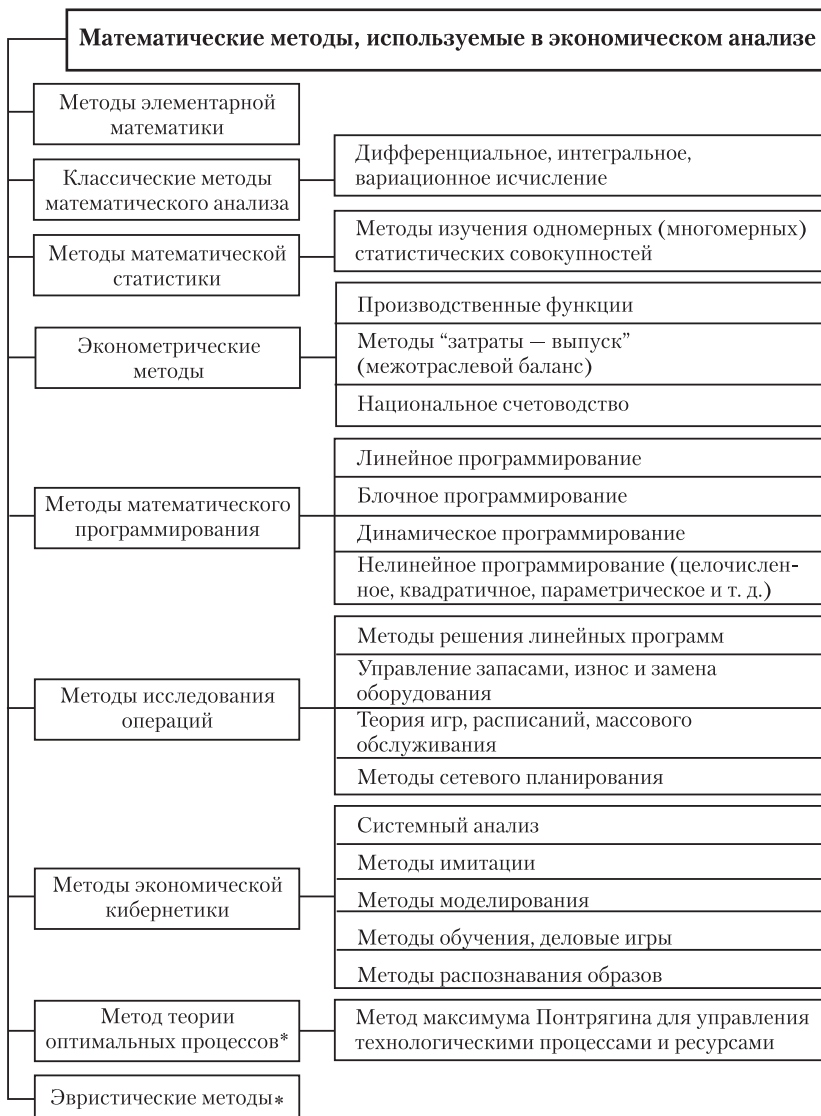 Математические методы, используемые в экономическом анализе
Методы элементарной
математики
Классические методы
математического анализа
Дифференциальное, интегральное,
вариационное исчисление
Методы математической
статистики
Методы изучения одномерных (многомерных)
статистических совокупностей
Эконометрические
методы
Производственные функции
Методы “затраты — выпуск”
(межотраслевой баланс)
Национальное счетоводство
Методы математического
программирования
Линейное программирование
Блочное программирование
Динамическое программирование
Нелинейное программирование (целочислен-
ное, квадратичное, параметрическое и т. д.)
Методы исследования
операций
Методы решения линейных программ
Управление запасами, износ и замена
оборудования
Теория игр, расписаний, массового
обслуживания
Методы сетевого планирования
Методы экономической
кибернетики
Системный анализ
Методы имитации
Методы моделирования
Методы обучения, деловые игры
Методы распознавания образов
Метод теории
оптимальных процессов*
Метод максимума Понтрягина для управления
технологическими процессами и ресурсами
Эвристические методы*